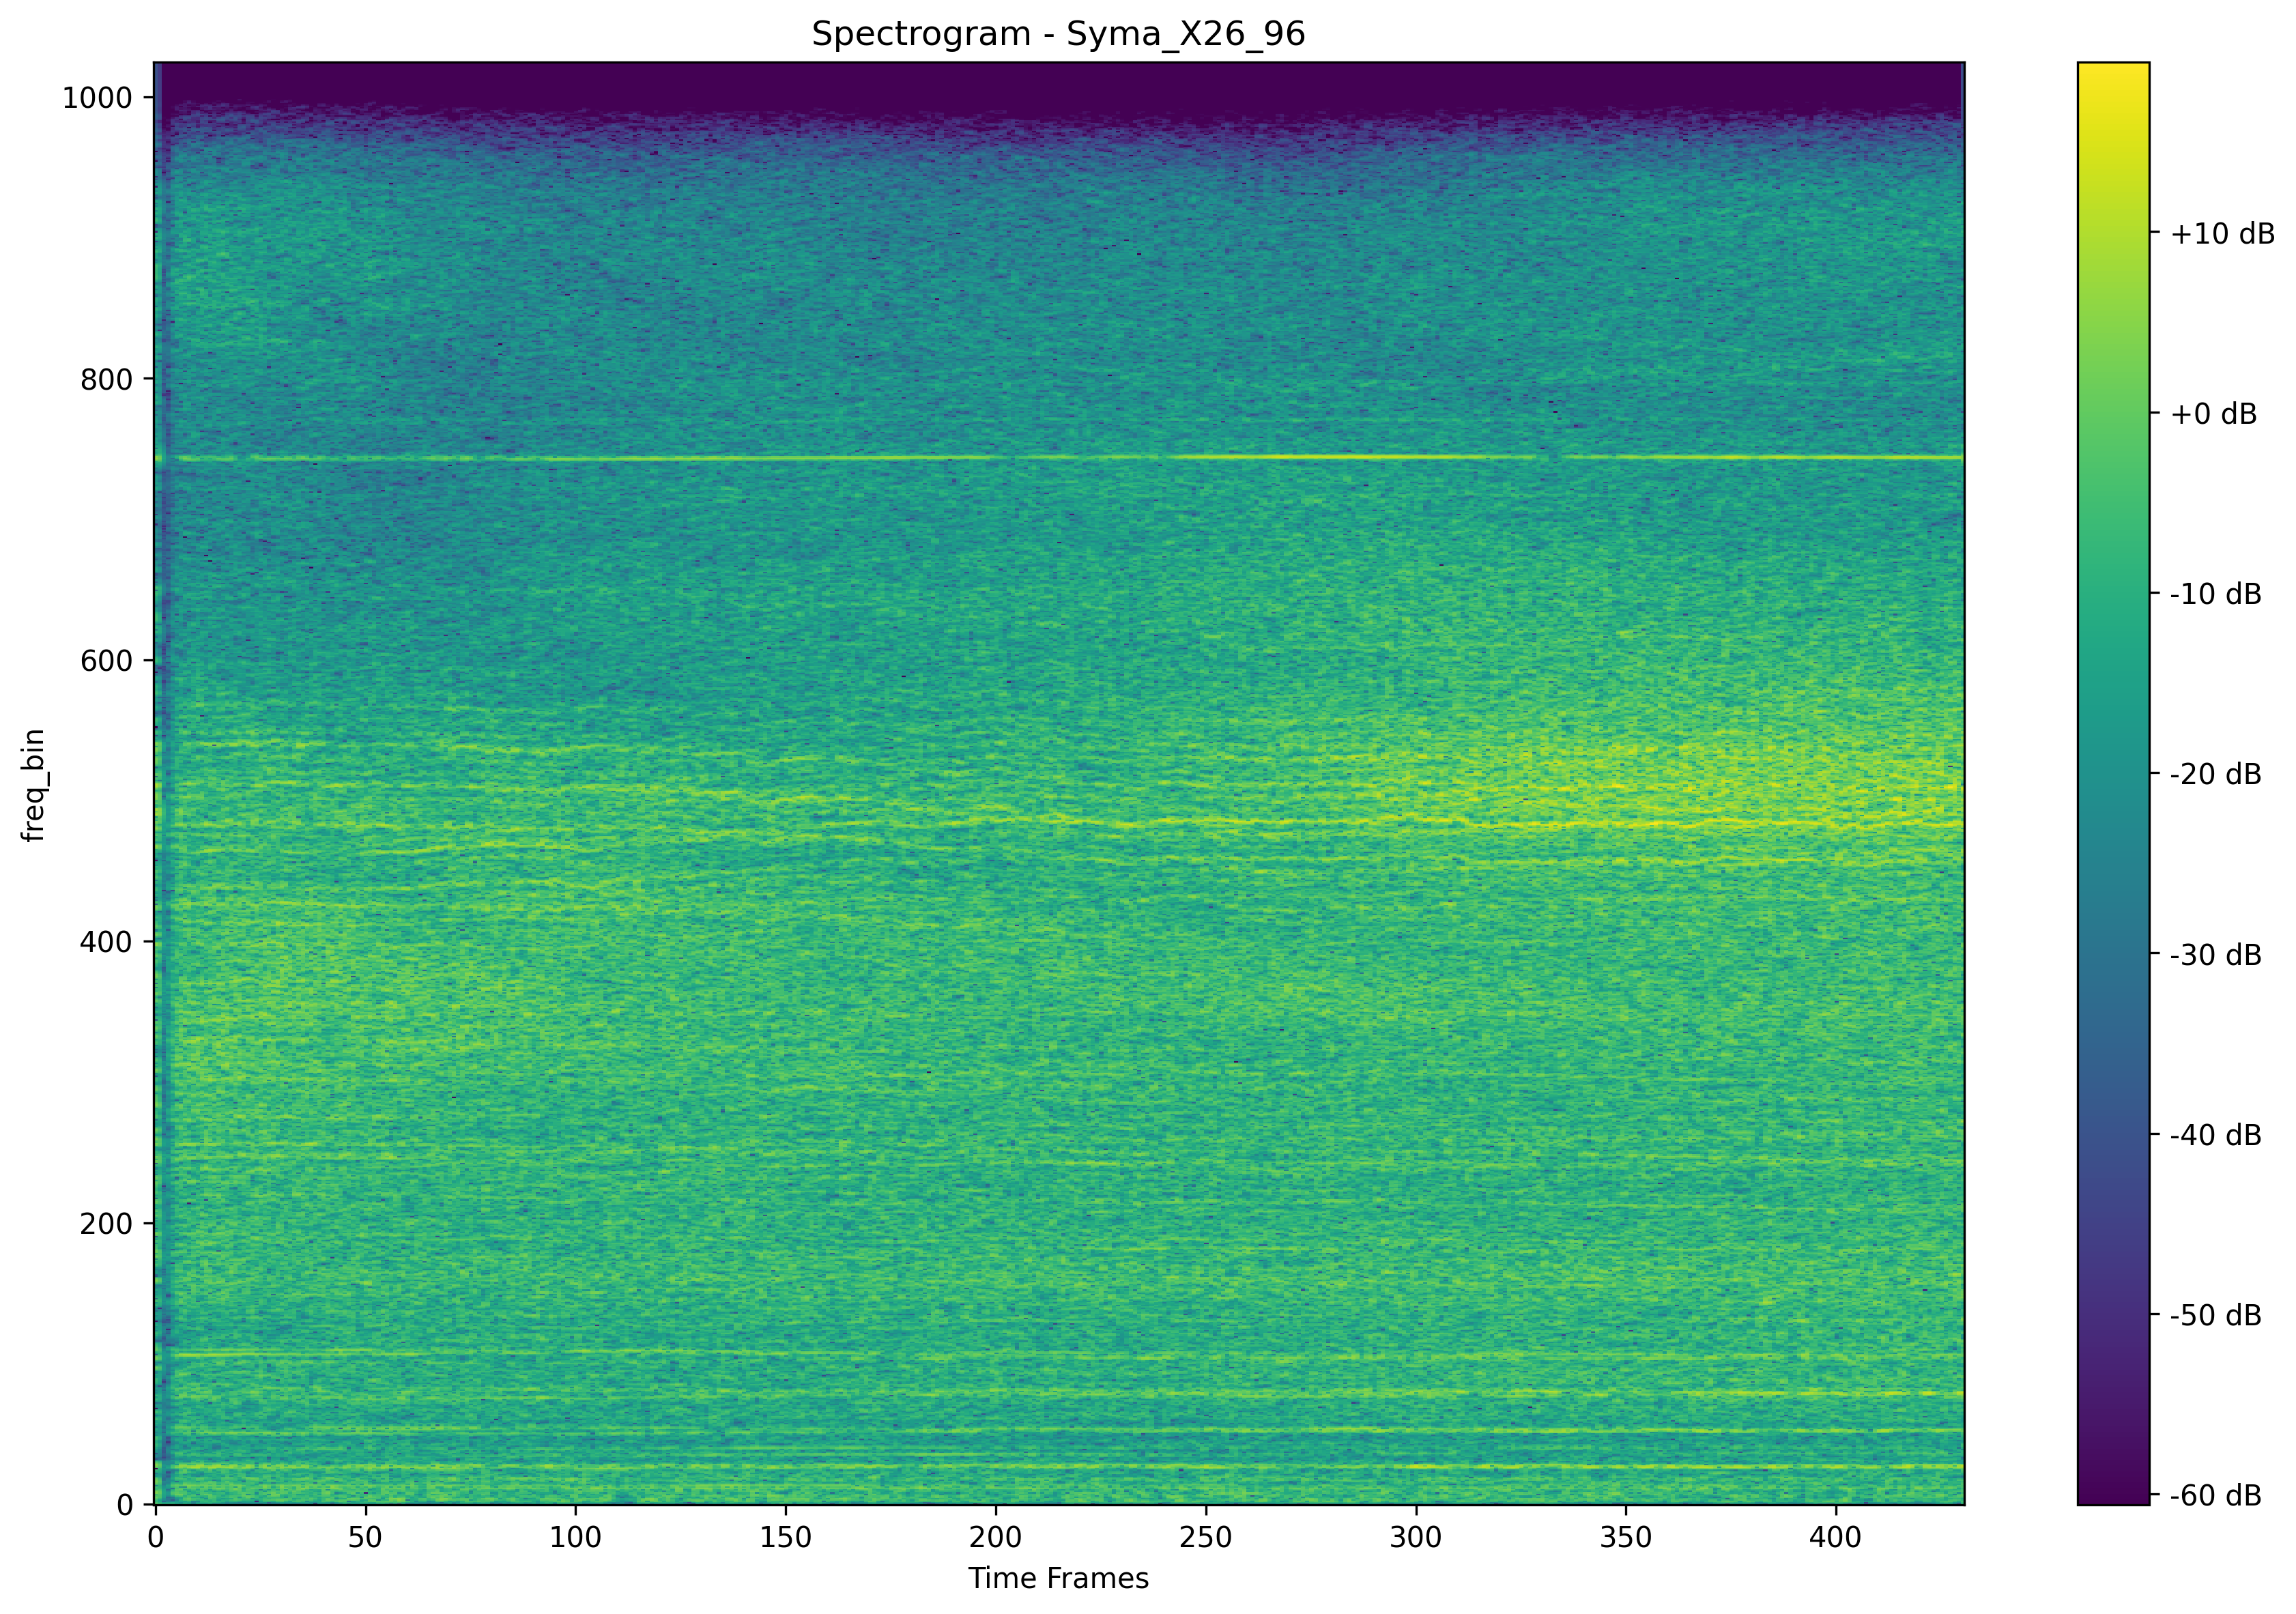 Spectrogram - Syma_X26_96
1000
800
600
400
200
0
freq_bin
0 50 100 150 200 250 300 350 400
Time Frames
+10 dB
+0 dB
-10 dB
-20 dB
-30 dB
-40 dB
-50 dB
-60 dB